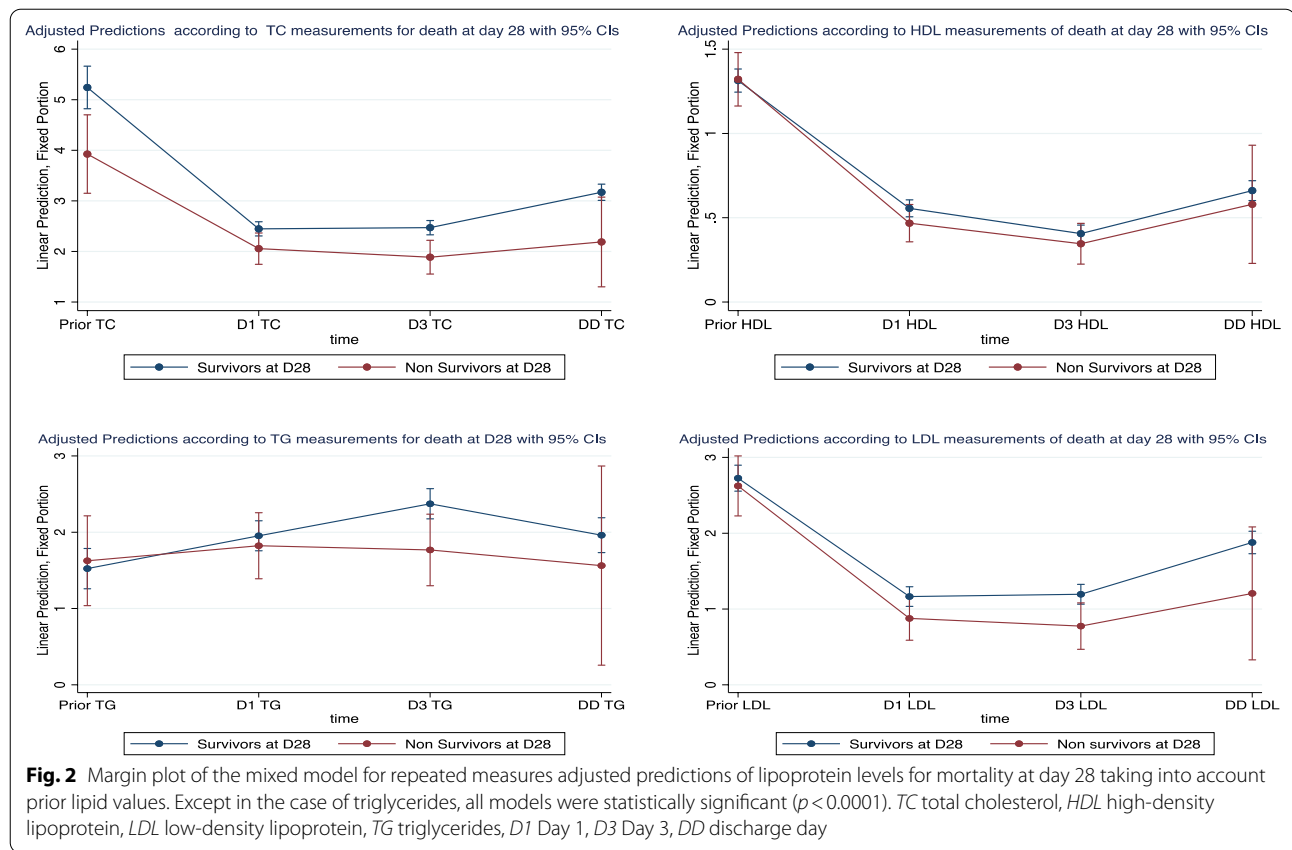 Adjusted Predictions according to TC measurements for death at day 28 with 95% CIs
Linear Prediction, Fixed Portion
6
5
4
3
2
1
Prior TC D1 TC D3 TC DD TC
time
Survivors at D28 Non Survivors at D28
Adjusted Predictions according to HDL measurements of death at day 28 with 95% CIs
Linear Prediction, Fixed Portion
1.5
1
.5
0
Prior HDL D1 HDL D3 HDL DD HDL
time
Survivors at D28 Non Survivors at D28
Adjusted Predictions according to TG measurements for death at D28 with 95% CIs
Linear Prediction, Fixed Portion
3
2
1
0
Prior TG D1 TG D3 TG DD TG
time
Survivors at D28 Non Survivors at D28
Adjusted Predictions according to LDL measurements of death at day 28 with 95% CIs
Linear Prediction, Fixed Portion
3
2
1
0
Prior LDL D1 LDL D3 LDL DD LDL
time
Survivors at D28 Non survivors at D28
Fig. 2 Margin plot of the mixed model for repeated measures adjusted predictions of lipoprotein levels for mortality at day 28 taking into account
prior lipid values. Except in the case of triglycerides, all models were statistically significant (p < 0.0001). TC total cholesterol, HDL high-density
lipoprotein, LDL low-density lipoprotein, TG triglycerides, D1 Day 1, D3 Day 3, DD discharge day